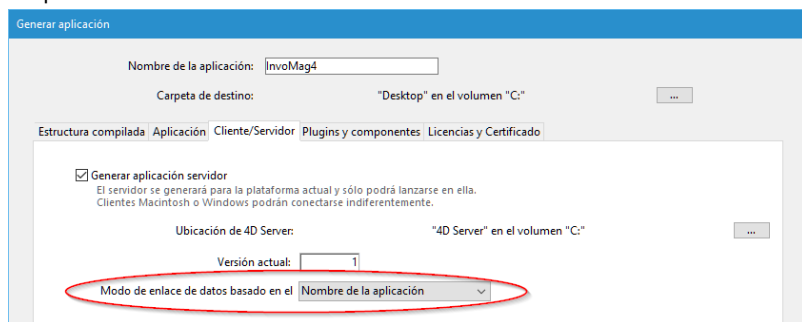 Generar aplicación
Nombre de la aplicación: InvoMag4
Carpeta de destino: "Desktop" en el volumen "C:" ...
Estructura compilada Aplicación Cliente/Servidor Plugins y componentes Licencias y Certificado
Generar aplicación servidor
El servidor se generará para la plataforma actual y sólo podrá lanzarse en ella.
Clientes Macintosh o Windows podrán conectarse indiferentemente.
Ubicación de 4D Server: "4D Server" en el volumen "C:" ...
Versión actual: 1
Modo de enlace de datos basado en el Nombre de la aplicación